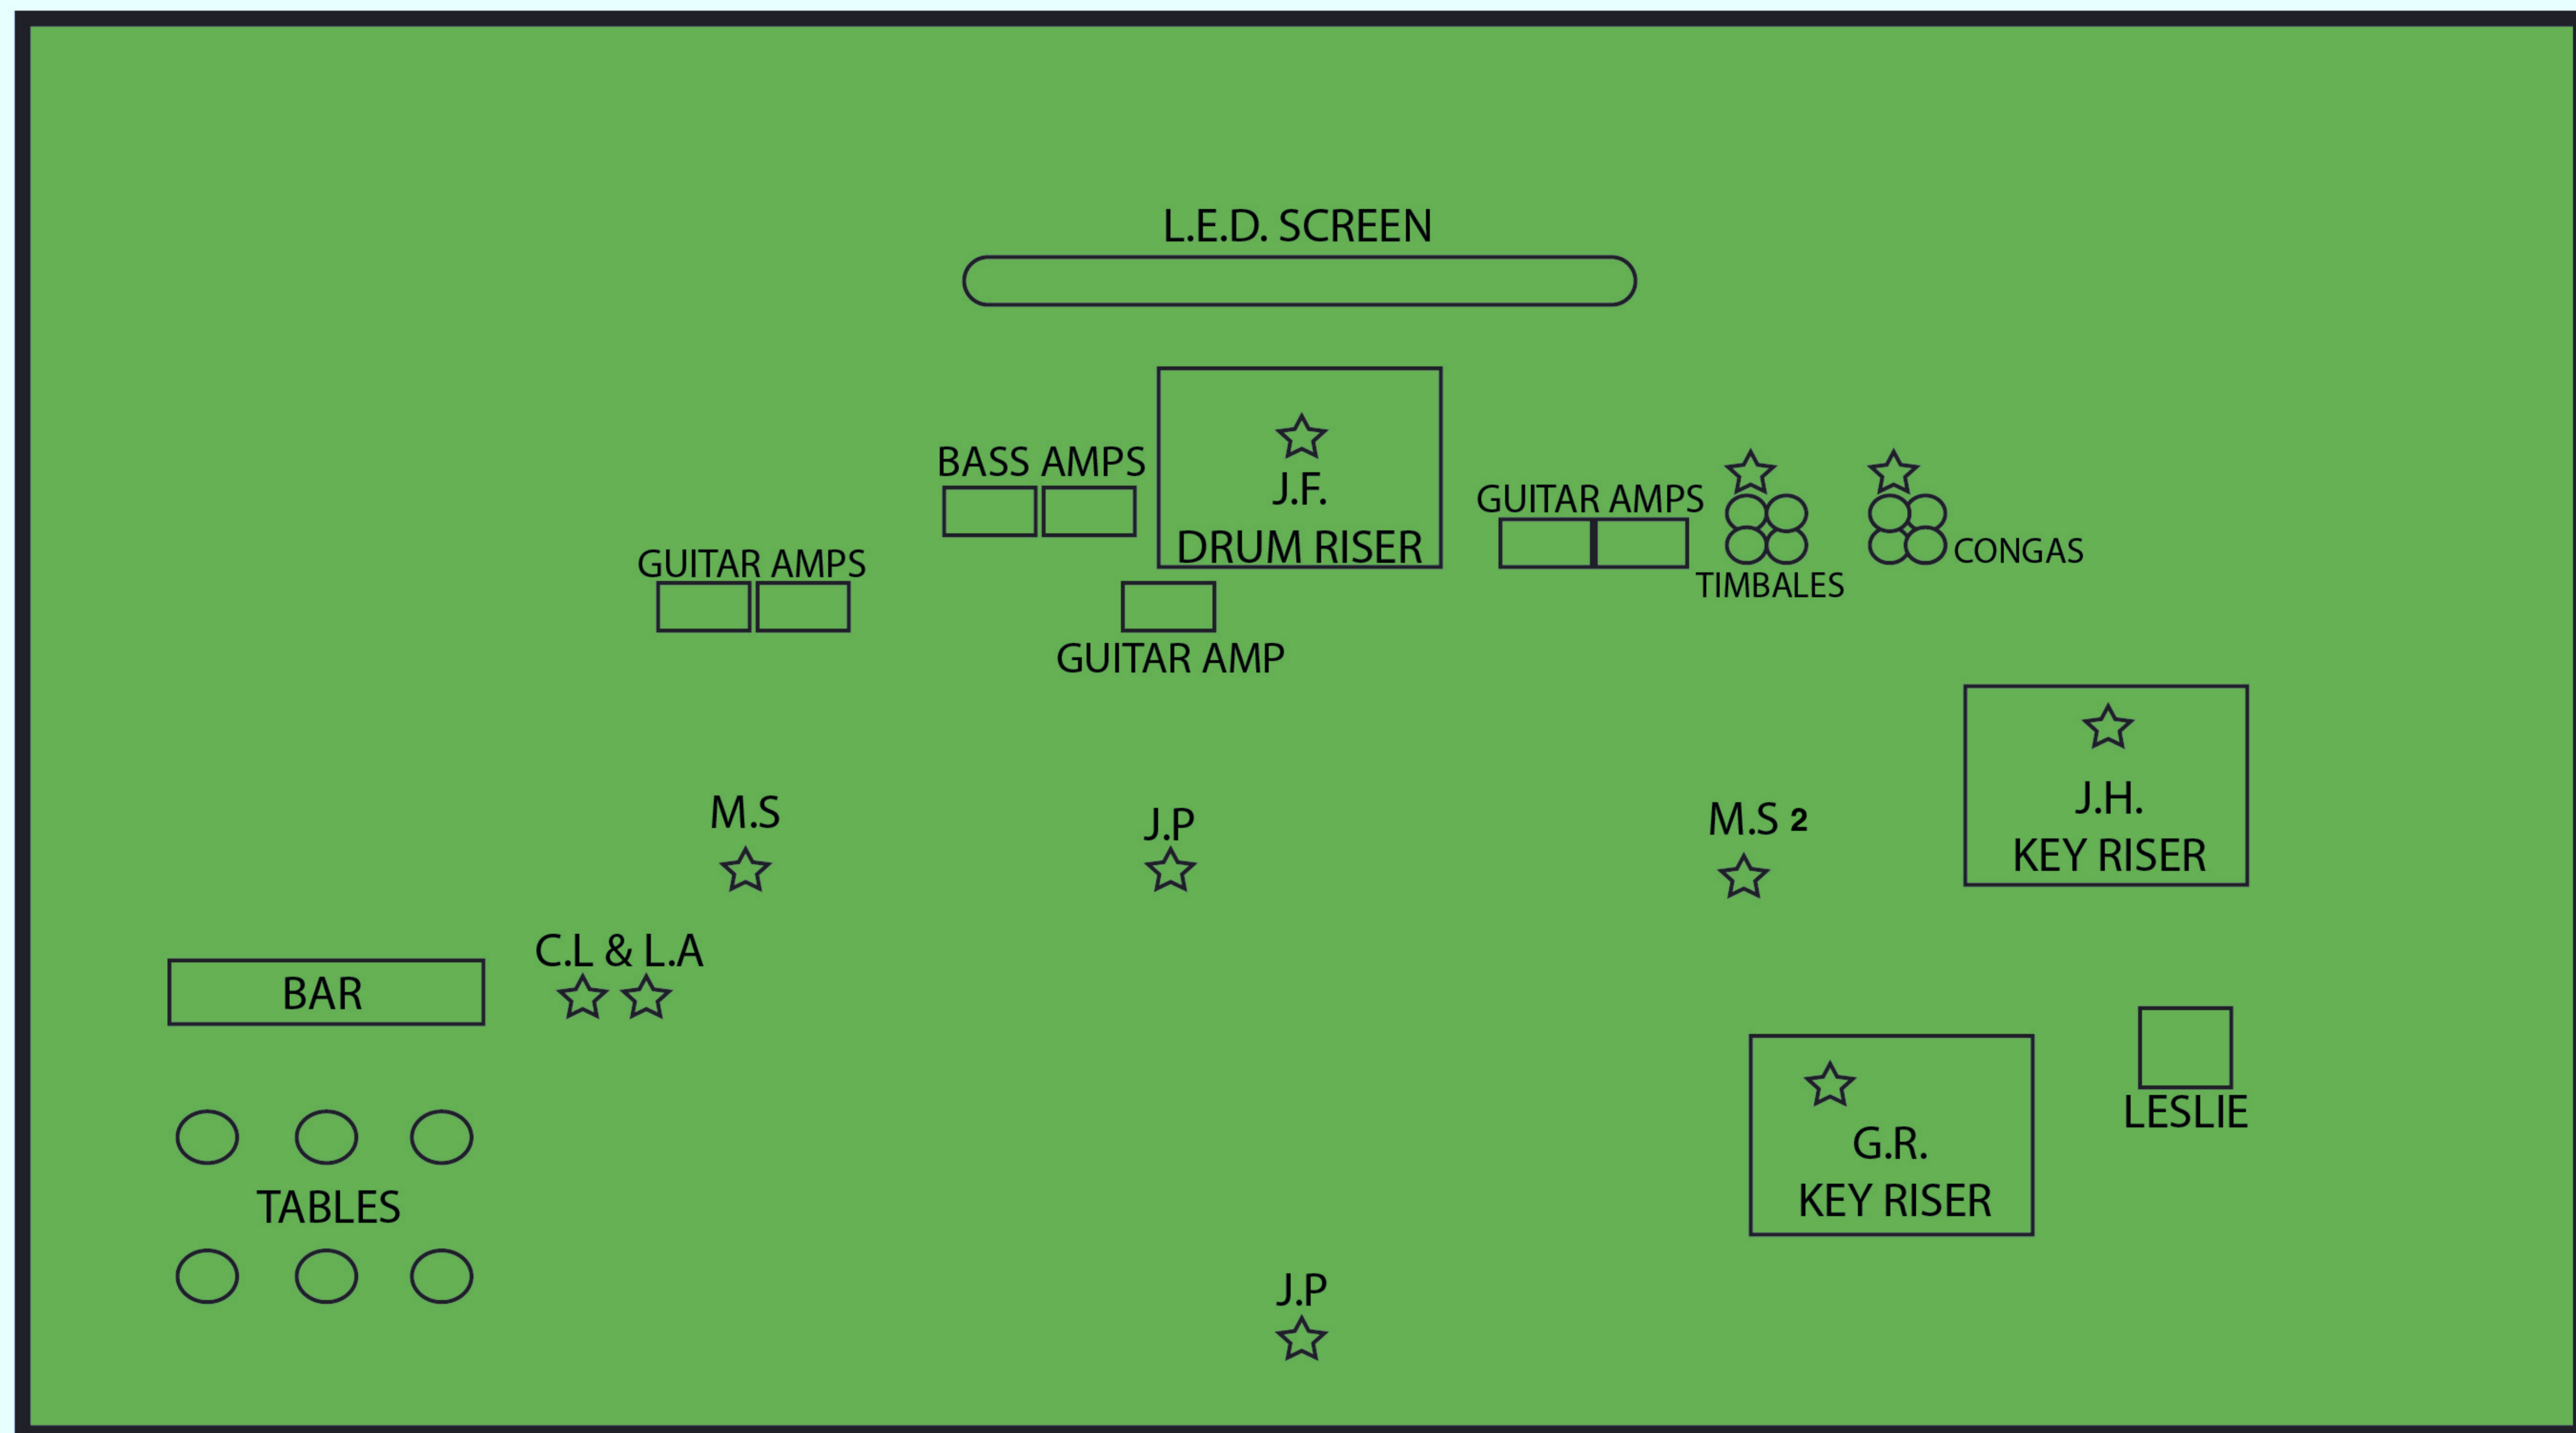 L.E.D. SCREEN
BASS AMPS
J.F.
DRUM RISER
GUITAR AMPS
GUITAR AMPS
TIMBALES
CONGAS
GUITAR AMP
M.S
J.P
M.S 2
J.H.
KEY RISER
C.L & L.A
BAR
LESLIE
G.R.
KEY RISER
TABLES
J.P